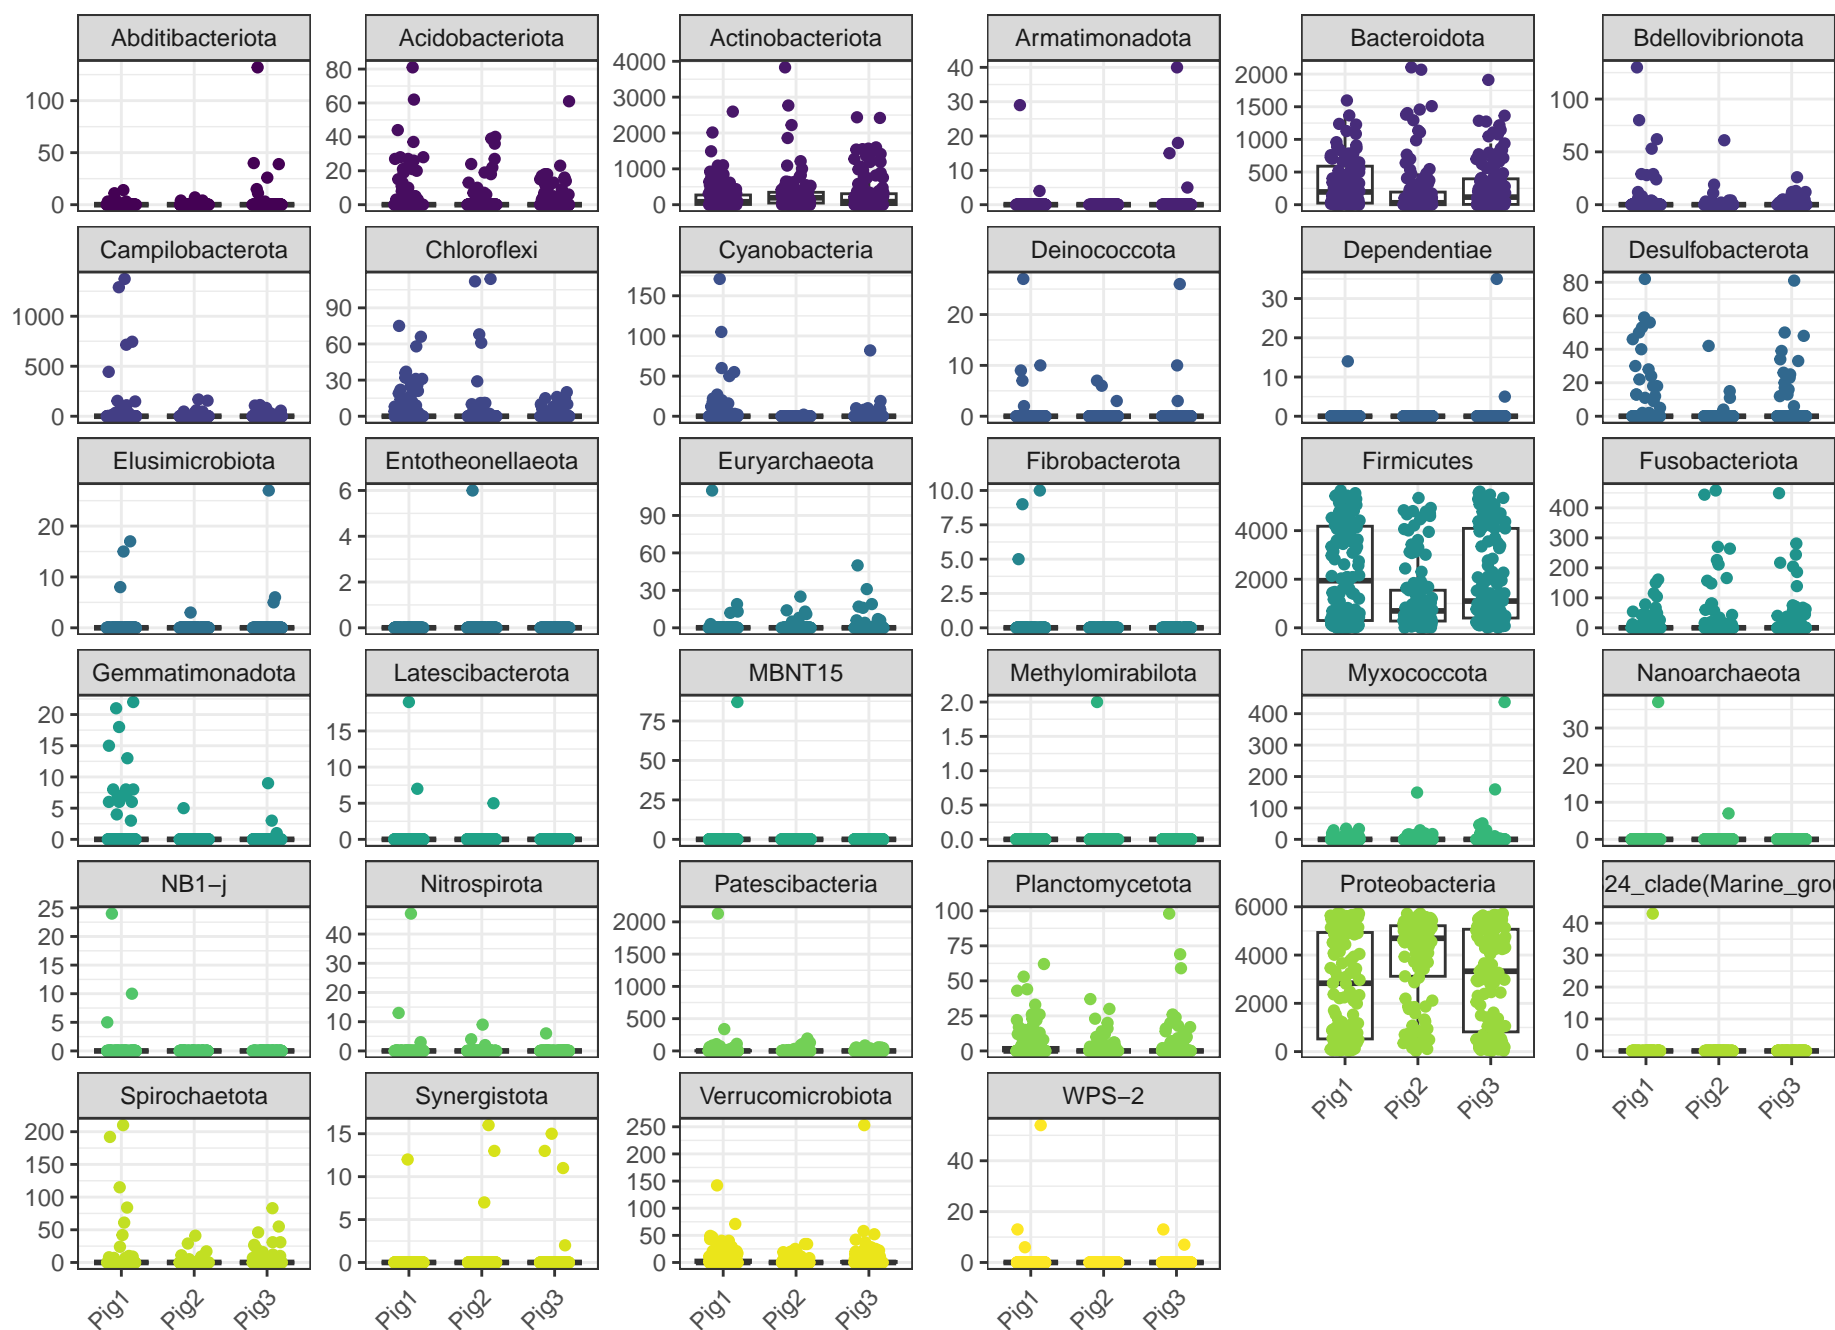 Abditibacteriota Acidobacteriota Actinobacteriota Armatimonadota Bacteroidota Bdellovibrionota
100 50 0
80 60 40 20 0
4000 3000 2000 1000 0
40 30 20 10 0
2000 1500 1000 500 0
100 50 0
Campilobacterota Chloroflexi Cyanobacteria Deinococcota Dependentiae Desulfobacterota
1000 500 0
90 60 30 0
150 100 50 0
20 10 0
30 20 10 0
80 60 40 20 0
Elusimicrobiota Entotheonellaeota Euryarchaeota Fibrobacterota Firmicutes Fusobacteriota
20 10 0
6 4 2 0
90 60 30 0
10.0 7.5 5.0 2.5 0.0
4000 2000 0
400 300 200 100 0
Gemmatimonadota Latescibacterota MBNT15 Methylomirabilota Myxococcota Nanoarchaeota
20 15 10 5 0
15 10 5 0
75 50 25 0
2.0 1.5 1.0 0.5 0.0
400 300 200 100 0
30 20 10 0
NB1−j Nitrospirota Patescibacteria Planctomycetota Proteobacteria 24_clade(Marine_grou
25 20 15 10 5 0
40 30 20 10 0
2000 1500 1000 500 0
100 75 50 25 0
6000 4000 2000 0
40 30 20 10 0
Pig1 Pig2 Pig3 Pig1 Pig2 Pig3
Spirochaetota Synergistota Verrucomicrobiota WPS−2
200 150 100 50 0
15 10 5 0
250 200 150 100 50 0
40 20 0
Pig1 Pig2 Pig3 Pig1 Pig2 Pig3 Pig1 Pig2 Pig3 Pig1 Pig2 Pig3